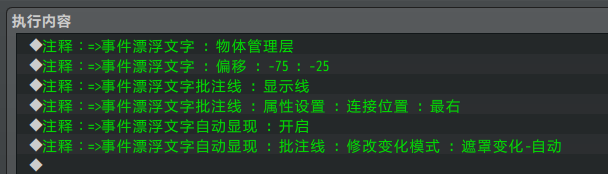 执行内容
◆注释：=>事件漂浮文字 : 物体管理层
◆注释：=>事件漂浮文字 : 偏移 : -75 : -25
◆注释：=>事件漂浮文字批注线 : 显示线
◆注释：=>事件漂浮文字批注线 : 属性设置 : 连接位置 : 最右
◆注释：=>事件漂浮文字自动显现 : 开启
◆注释：=>事件漂浮文字自动显现 : 批注线 : 修改变化模式 : 遮罩变化-自动
◆